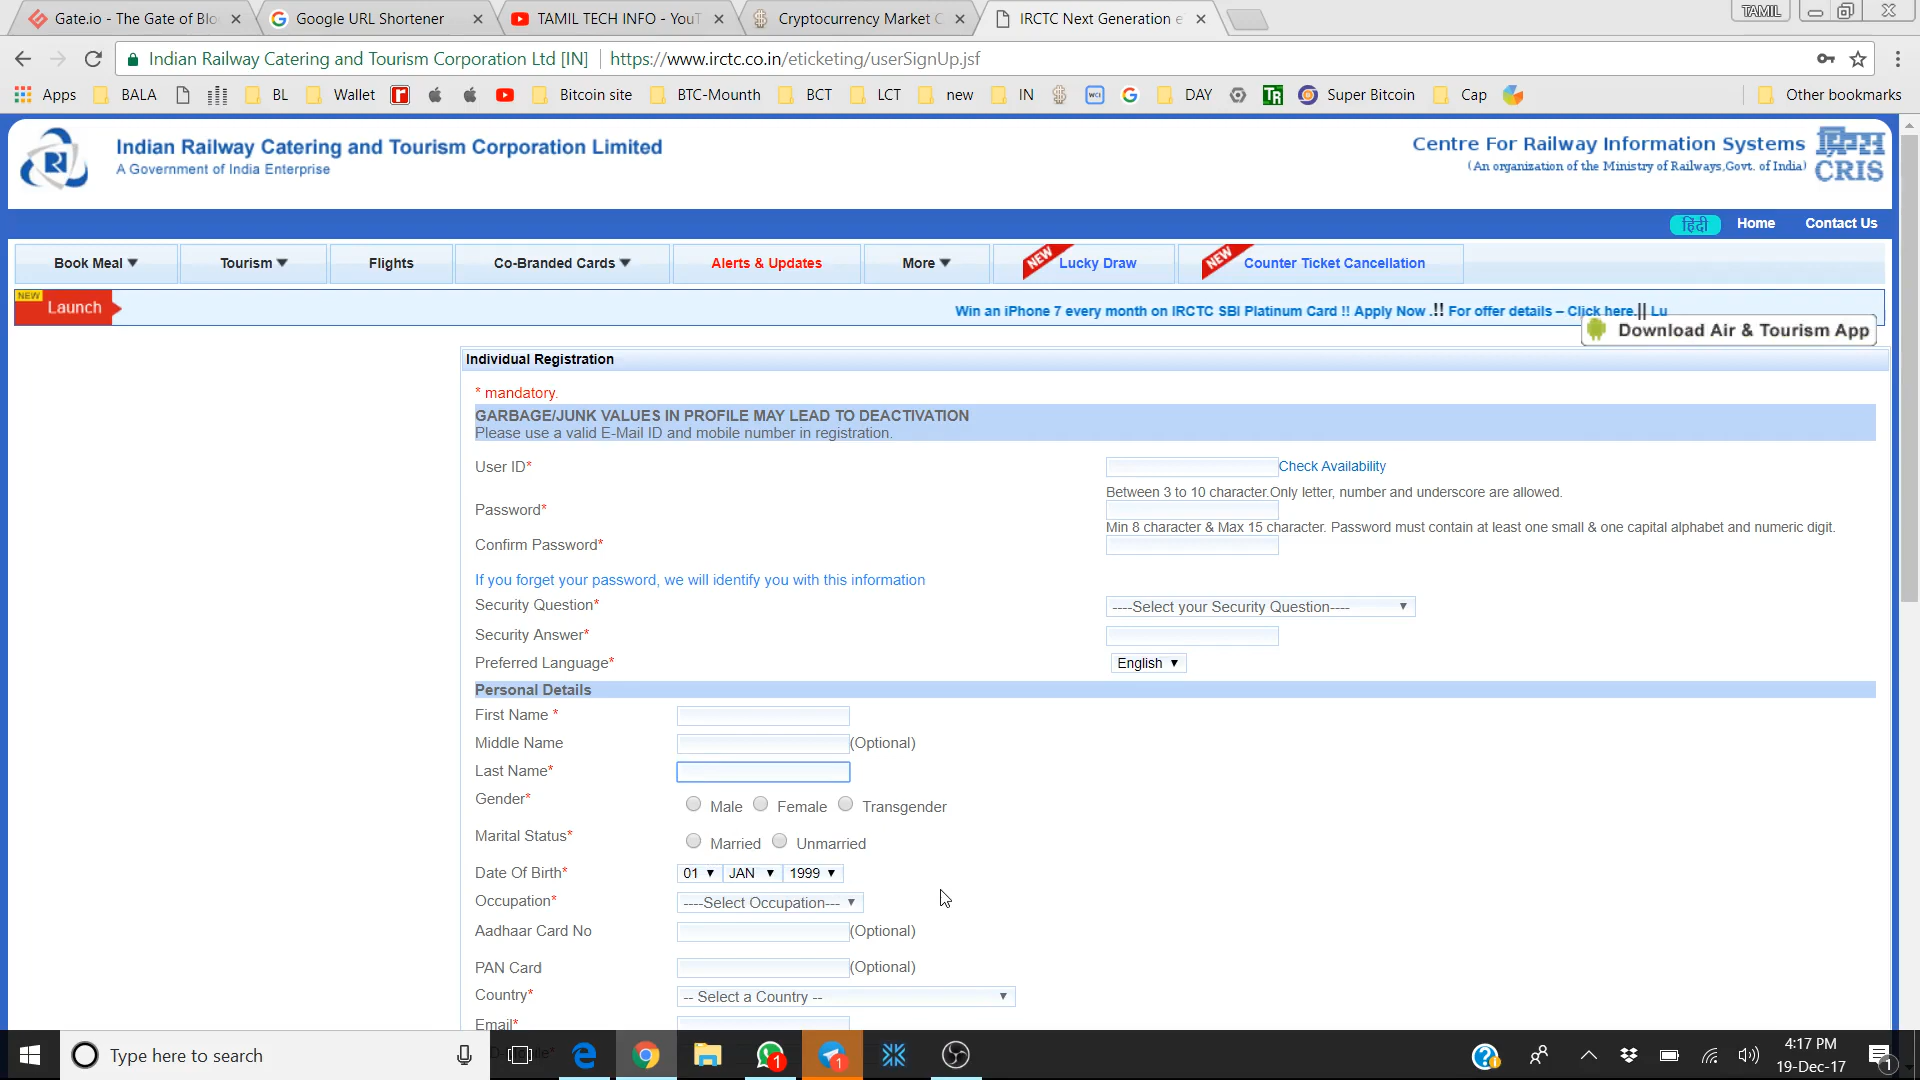 Gate.io - The Gate of Blo
Google URL Shortener
TAMIL TECH INFO - YouT
Cryptocurrency Market C
IRCTC Next Generation e
TAMIL
Indian Railway Catering and Tourism Corporation Ltd [IN]
https://www.irctc.co.in/eticketing/userSignUp.jsf
Apps
BALA
BL
Wallet
Bitcoin site
BTC-Mounth
BCT
LCT
new
IN
WCI
DAY
TR
Super Bitcoin
Cap
Other bookmarks
Indian Railway Catering and Tourism Corporation Limited
A Government of India Enterprise
Centre For Railway Information Systems
(An organization of the Ministry of Railways,Govt. of India)
CRIS
हिंदी
Home
Contact Us
Book Meal
Tourism
Flights
Co-Branded Cards
Alerts & Updates
More
NEW
Lucky Draw
NEW
Counter Ticket Cancellation
NEW
Launch
Win an iPhone 7 every month on IRCTC SBI Platinum Card !! Apply Now .!! For offer details – Click here.|| Lu
Download Air & Tourism App
Individual Registration
* mandatory.
GARBAGE/JUNK VALUES IN PROFILE MAY LEAD TO DEACTIVATION
Please use a valid E-Mail ID and mobile number in registration.
User ID*
Check Availability
Between 3 to 10 character.Only letter, number and underscore are allowed.
Password*
Min 8 character & Max 15 character. Password must contain at least one small & one capital alphabet and numeric digit.
Confirm Password*
If you forget your password, we will identify you with this information
Security Question*
----Select your Security Question----
Security Answer*
Preferred Language*
English
Personal Details
First Name *
Middle Name
(Optional)
Last Name*
Gender*
Male
Female
Transgender
Marital Status*
Married
Unmarried
Date Of Birth*
01
JAN
1999
Occupation*
----Select Occupation---
Aadhaar Card No
(Optional)
PAN Card
(Optional)
Country*
-- Select a Country --
Email*
Type here to search
1
1
4:17 PM
19-Dec-17
1